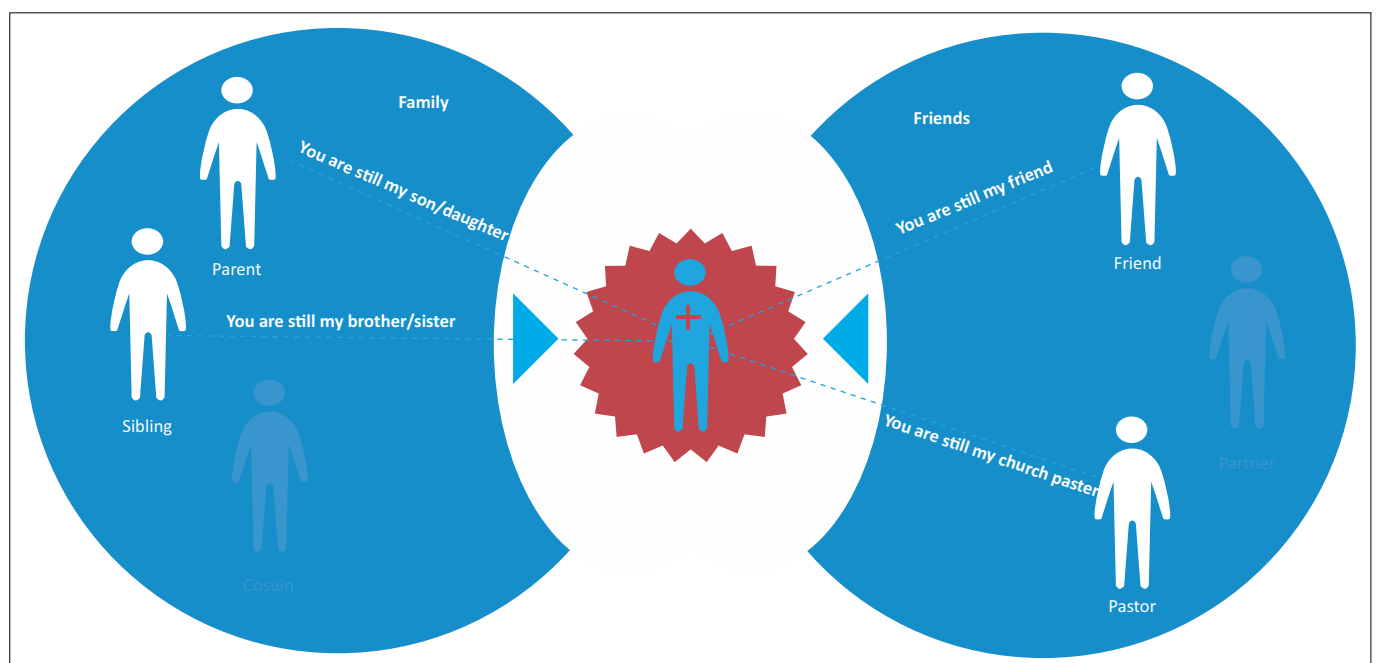 Family
You are still my son/daughter
Parent
You are still my brother/sister
Sibling
Cosuin
Friends
You are still my friend
Friend
Partner
You are still my church paster
Pastor